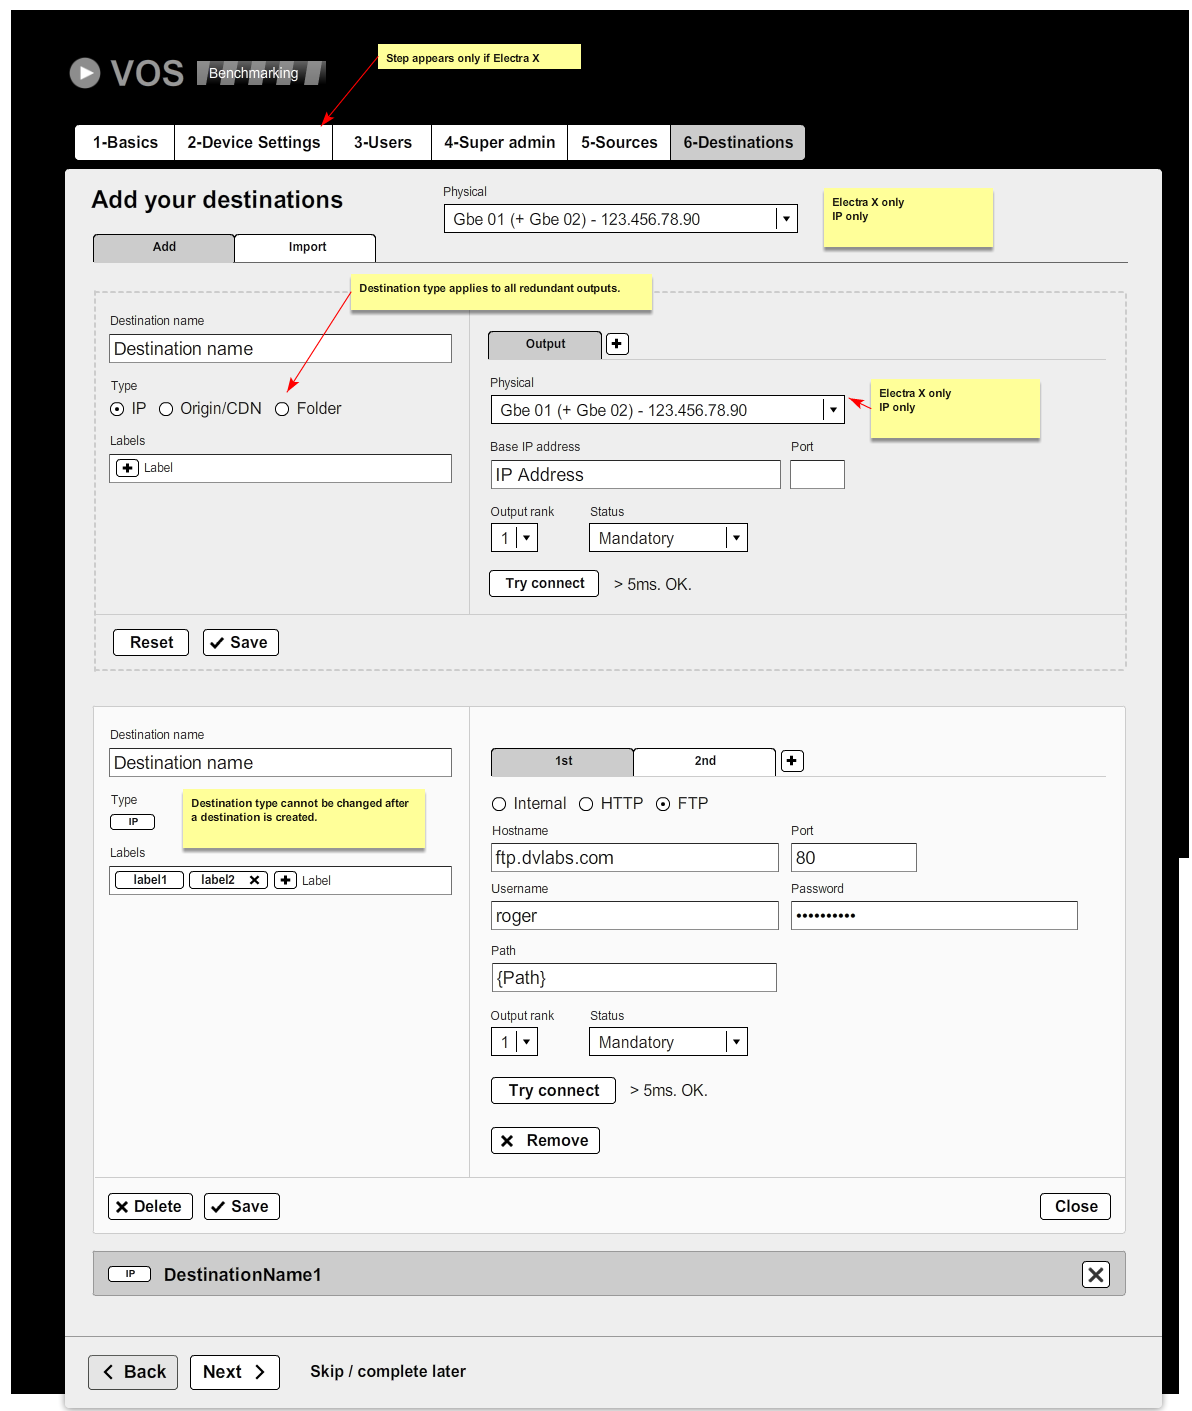 Step appears only if Electra X
VOS Benchmarking
1-Basics 2-Device Settings 3-Users 4-Super admin 5-Sources 6-Destinations
Add your destinations
Physical
Gbe 01 (+ Gbe 02) - 123.456.78.90
Electra X only
IP only
Add Import
Destination type applies to all redundant outputs.
Destination name
Destination name
Type
IP Origin/CDN Folder
Labels
Label
Output
Physical
Gbe 01 (+ Gbe 02) - 123.456.78.90
Electra X only
IP only
Base IP address Port
IP Address
Output rank Status
1 Mandatory
Try connect > 5ms. OK.
Reset Save
Destination name
Destination name
Type
IP
Destination type cannot be changed after
a destination is created.
Labels
label1 label2 Label
1st 2nd
Internal HTTP FTP
Hostname Port
ftp.dvlabs.com 80
Username Password
roger ••••••••••
Path
{Path}
Output rank Status
1 Mandatory
Try connect > 5ms. OK.
Remove
Delete Save Close
IP DestinationName1
Back Next Skip / complete later